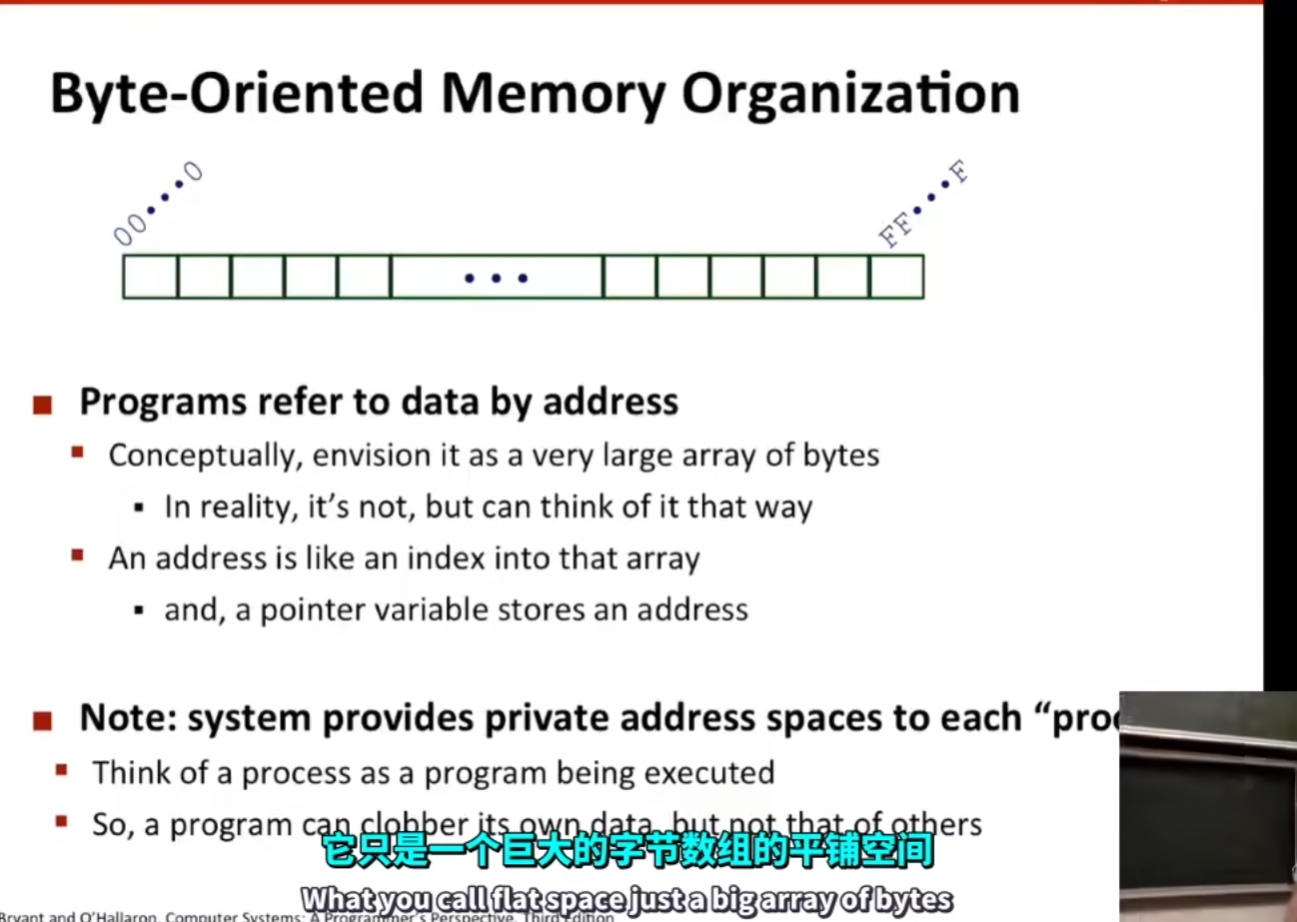 Byte-Oriented Memory Organization
00•••0
FF•••F
•••
Programs refer to data by address
Conceptually, envision it as a very large array of bytes
In reality, it's not, but can think of it that way
An address is like an index into that array
and, a pointer variable stores an address
Note: system provides private address spaces to each “proc
Think of a process as a program being executed
So, a program can clobber its own data, but not that of others
它只是一个巨大的字节数组的平铺空间
What you call flat space just a big array of bytes
Bryant and O'Hallaron, Computer Systems: A Programmer's Perspective, Third Edition